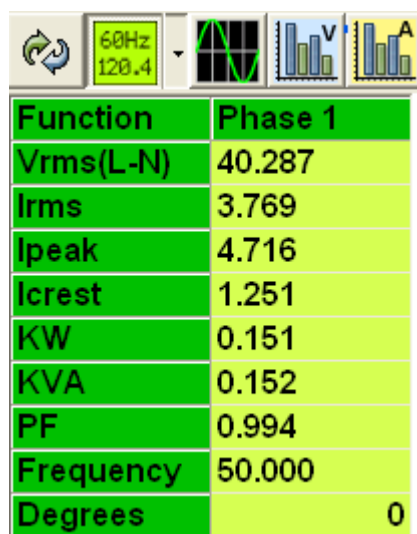 60Hz
120.4
V
A
Function Phase 1
Vrms(L-N) 40.287
Irms 3.769
Ipeak 4.716
Icrest 1.251
KW 0.151
KVA 0.152
PF 0.994
Frequency 50.000
Degrees 0